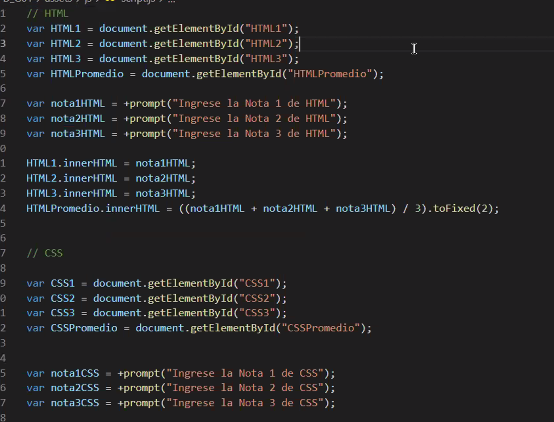 1 // HTML
2 var HTML1 = document.getElementById("HTML1");
3 var HTML2 = document.getElementById("HTML2");
4 var HTML3 = document.getElementById("HTML3");
5 var HTMLPromedio = document.getElementById("HTMLPromedio");
6
7 var nota1HTML = +prompt("Ingrese la Nota 1 de HTML");
8 var nota2HTML = +prompt("Ingrese la Nota 2 de HTML");
9 var nota3HTML = +prompt("Ingrese la Nota 3 de HTML");
0
1 HTML1.innerHTML = nota1HTML;
2 HTML2.innerHTML = nota2HTML;
3 HTML3.innerHTML = nota3HTML;
4 HTMLPromedio.innerHTML = ((nota1HTML + nota2HTML + nota3HTML) / 3).toFixed(2);
5
6
7 // CSS
8
9 var CSS1 = document.getElementById("CSS1");
0 var CSS2 = document.getElementById("CSS2");
1 var CSS3 = document.getElementById("CSS3");
2 var CSSPromedio = document.getElementById("CSSPromedio");
3
4
5 var nota1CSS = +prompt("Ingrese la Nota 1 de CSS");
6 var nota2CSS = +prompt("Ingrese la Nota 2 de CSS");
7 var nota3CSS = +prompt("Ingrese la Nota 3 de CSS");
8